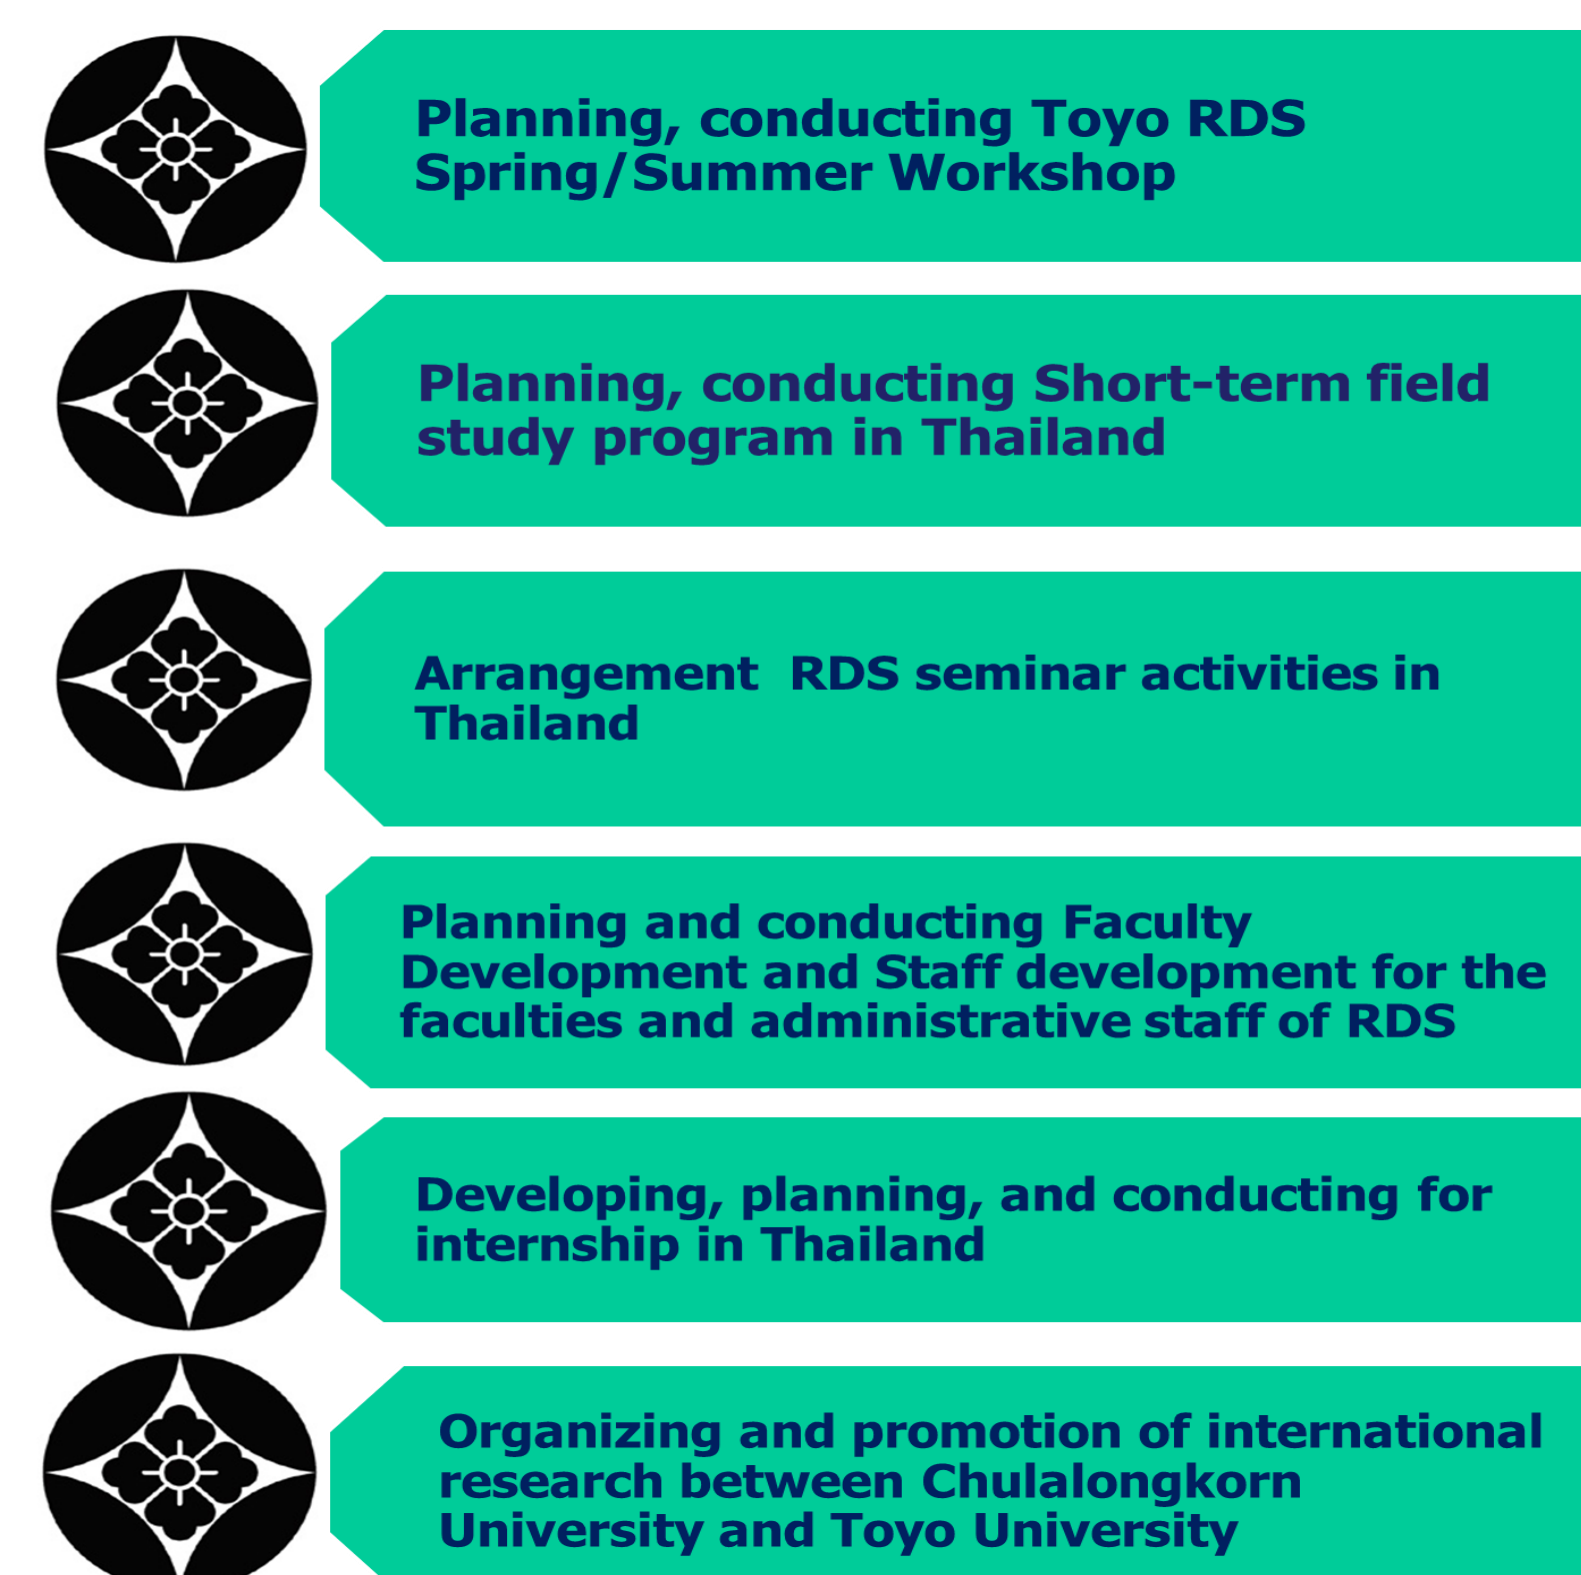 Planning, conducting Toyo RDS
Spring/Summer Workshop
Planning, conducting Short-term field
study program in Thailand
Arrangement  RDS seminar activities in
Thailand
Planning and conducting Faculty
Development and Staff development for the
faculties and administrative staff of RDS
Developing, planning, and conducting for
internship in Thailand
Organizing and promotion of international
research between Chulalongkorn
University and Toyo University